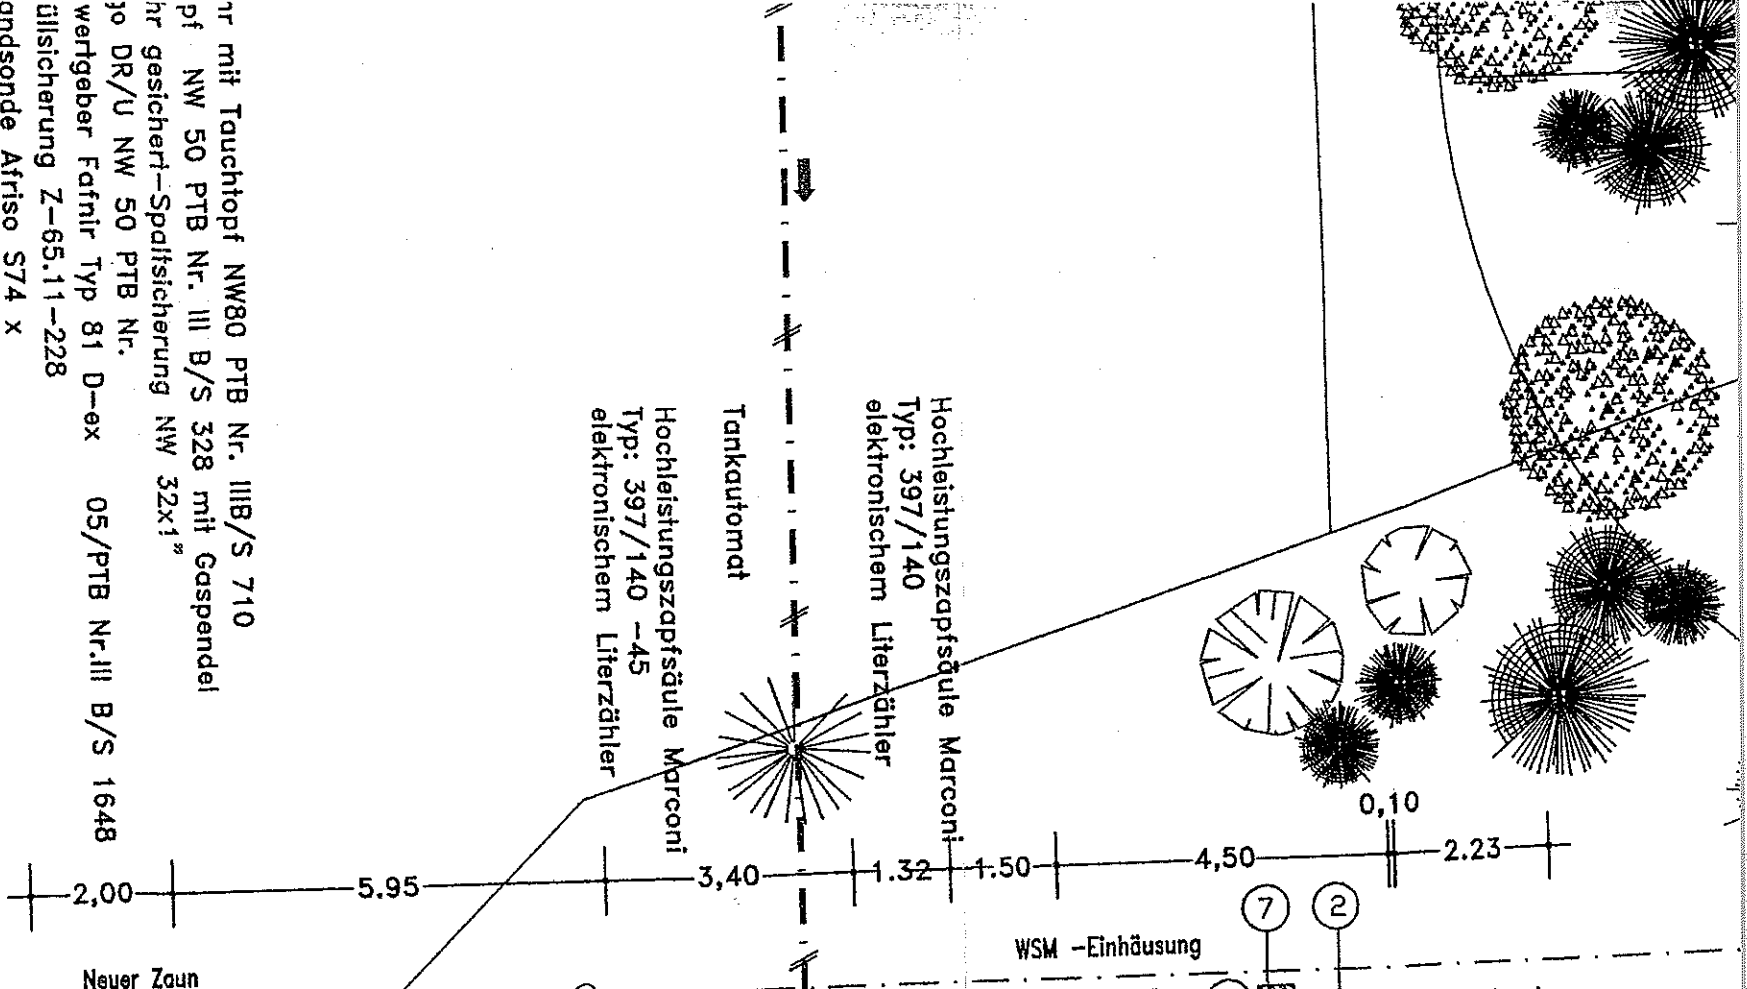 hr mit Tauchtopf NW80 PTB Nr. IIIB/S 710
pf NW 50 PTB Nr. III B/S 328 mit Gaspendel
hr gesichert-Spaltsicherung NW 32x1"
go DR/U NW 50 PTB Nr.
wertgeber Fafnir Typ 81 D-ex 05/PTB Nr.III B/S 1648
üllsicherung Z-65.11-228
andsonde Afriso S74 x
Hochleistungszapfsäule Marconi
Typ: 397/140
elektronischem Literzähler
Tankautomat
Hochleistungszapfsäule Marconi
Typ: 397/140 -45
elektronischem Literzähler
0,10
2,00 5.95 3,40 1.32 1.50 4,50 2.23
7 2
WSM -Einhäusung
Neuer Zaun